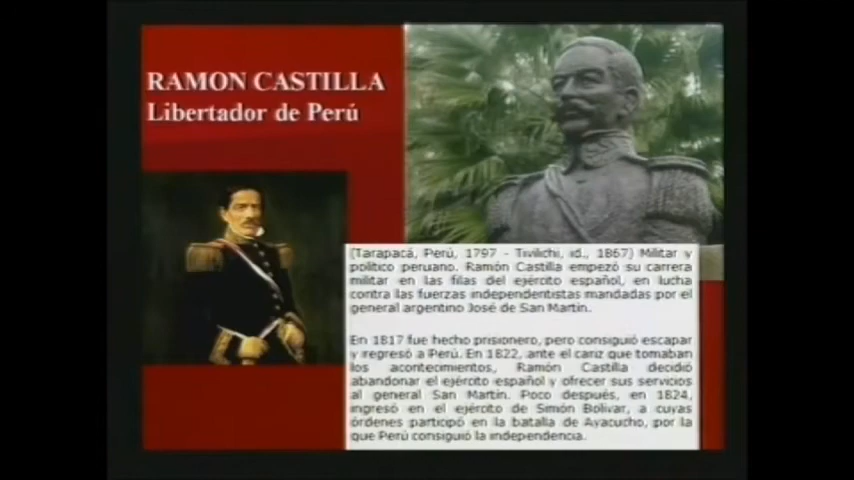 RAMON CASTILLA
Libertador de Perú
(Tarapacá, Perú, 1797 - Tivilichi, id., 1867) Militar y
político peruano. Ramón Castilla empezó su carrera
militar en las filas del ejército español, en lucha
contra las fuerzas independentistas mandadas por el
general argentino José de San Martín.
En 1817 fue hecho prisionero, pero consiguió escapar
y regresó a Perú. En 1822, ante el cariz que tomaban
los acontecimientos, Ramón Castilla decidió
abandonar el ejército español y ofrecer sus servicios
al general San Martín. Poco después, en 1824,
ingresó en el ejército de Simón Bolívar, a cuyas
órdenes participó en la batalla de Ayacucho, por la
que Perú consiguió la independencia.